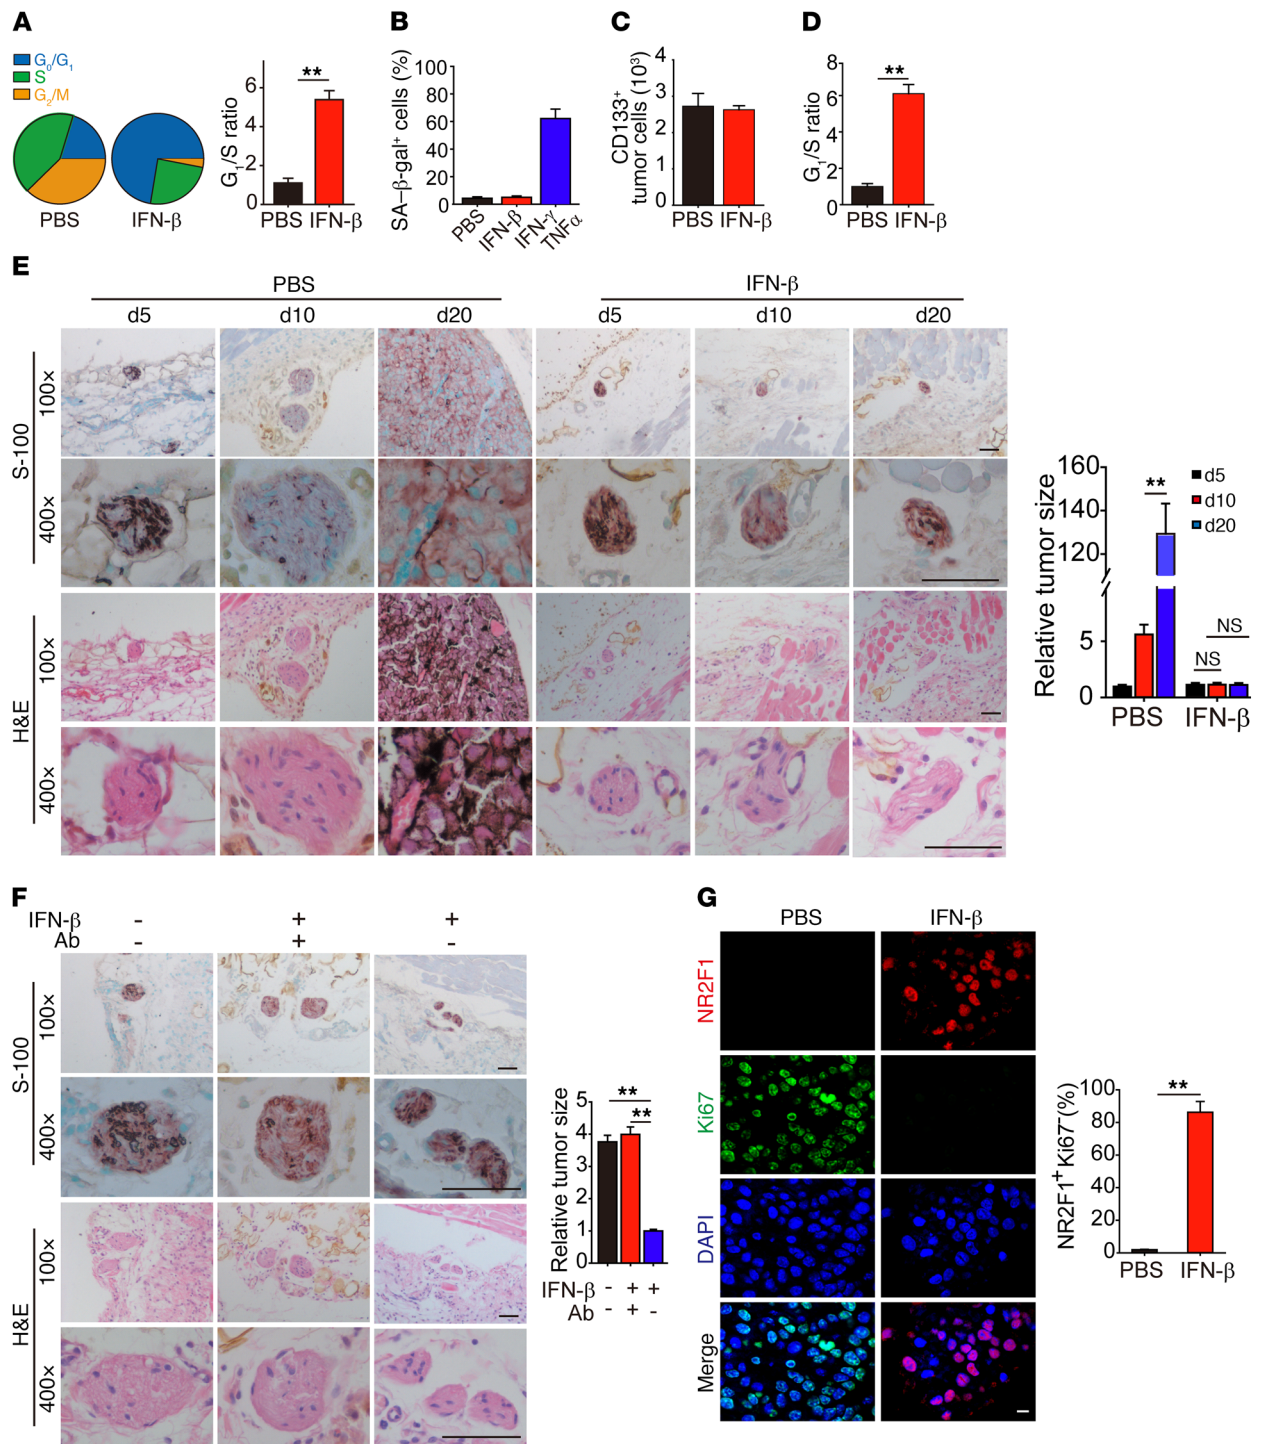 A
G0/G1
S
G2/M
PBS
IFN-β
G1/S ratio
6
4
2
0
**
PBS IFN-β
B
SA–β-gal+ cells (%)
100
80
60
40
20
0
PBS
IFN-β
IFN-γ
TNFα
C
CD133+
tumor cells (10³)
4
3
2
1
0
PBS IFN-β
D
G1/S ratio
8
6
4
2
0
**
PBS IFN-β
E
PBS
IFN-β
d5
d10
d20
d5
d10
d20
S-100
100×
400×
H&E
100×
400×
Relative tumor size
160
140
120
5
0
**
NS
NS
d5
d10
d20
PBS
IFN-β
F
IFN-β - + +
Ab - + -
S-100
100×
400×
H&E
100×
400×
Relative tumor size
5
4
3
2
1
0
**
**
IFN-β - + +
Ab - + -
G
PBS
IFN-β
NR2F1
Ki67
DAPI
Merge
NR2F1+Ki67-(%)
100
80
60
40
20
0
**
PBS
IFN-β